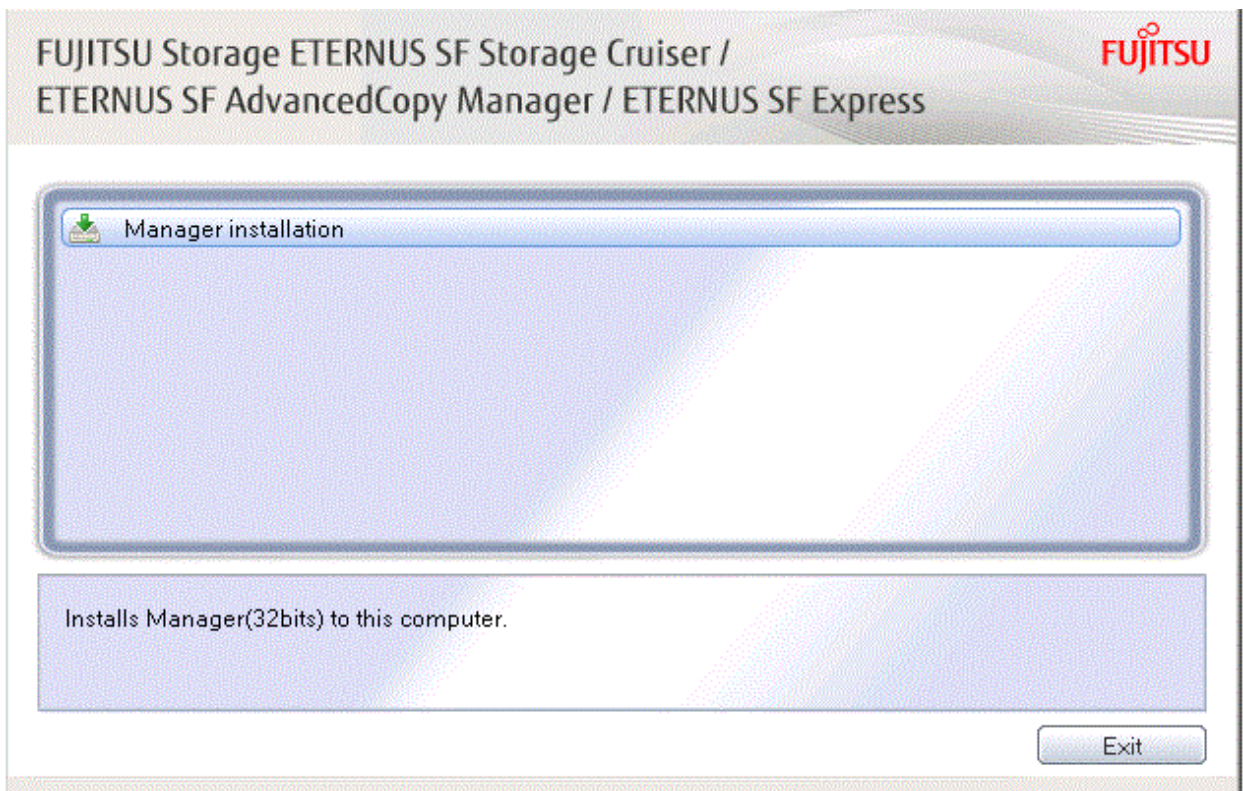 FUJITSU Storage ETERNUS SF Storage Cruiser /
ETERNUS SF AdvancedCopy Manager / ETERNUS SF Express
FUJITSU
Manager installation
Installs Manager(32bits) to this computer.
Exit